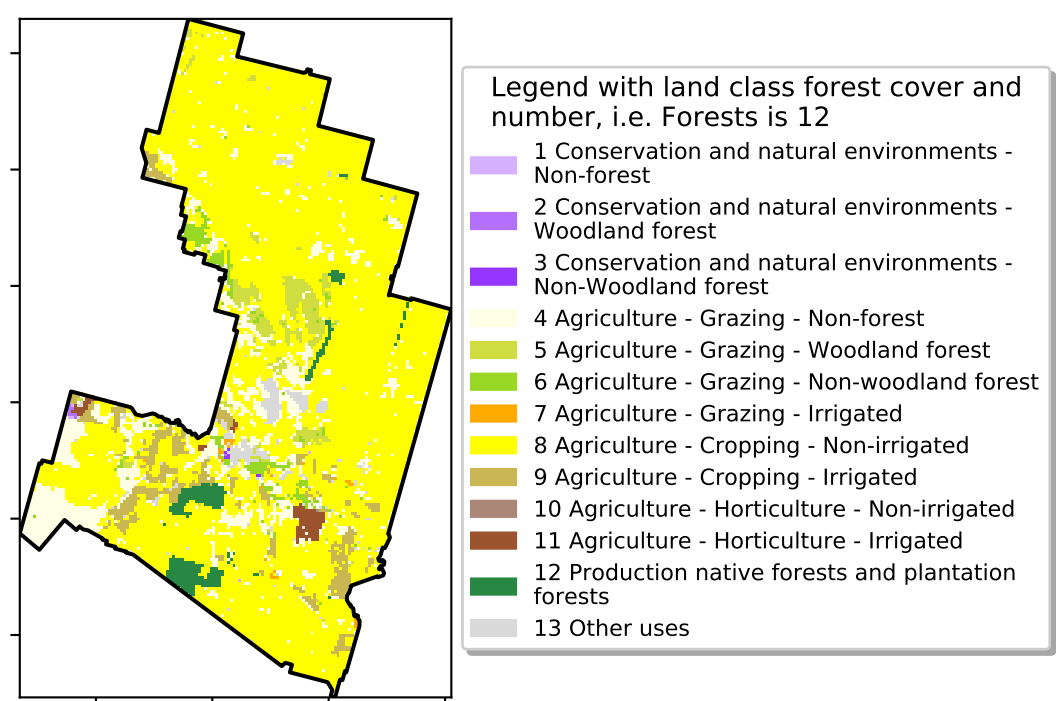 Legend with land class forest cover and
number, i.e. Forests is 12
1 Conservation and natural environments -
Non-forest
2 Conservation and natural environments -
Woodland forest
3 Conservation and natural environments -
Non-Woodland forest
4 Agriculture - Grazing - Non-forest
5 Agriculture - Grazing - Woodland forest
6 Agriculture - Grazing - Non-woodland forest
7 Agriculture - Grazing - Irrigated
8 Agriculture - Cropping - Non-irrigated
9 Agriculture - Cropping - Irrigated
10 Agriculture - Horticulture - Non-irrigated
11 Agriculture - Horticulture - Irrigated
12 Production native forests and plantation
forests
13 Other uses